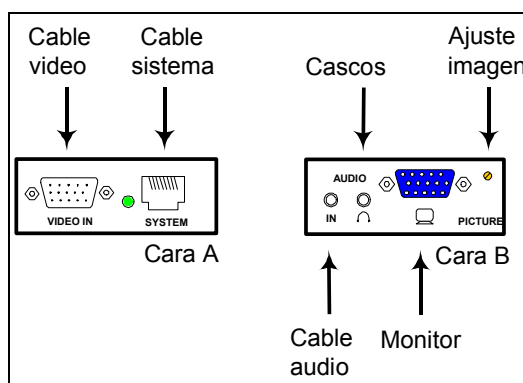 Cable
video
Cable
sistema
Cascos
Ajuste
imagen
VIDEO IN
SYSTEM
Cara A
AUDIO
IN
PICTURE
Cara B
Cable
audio
Monitor